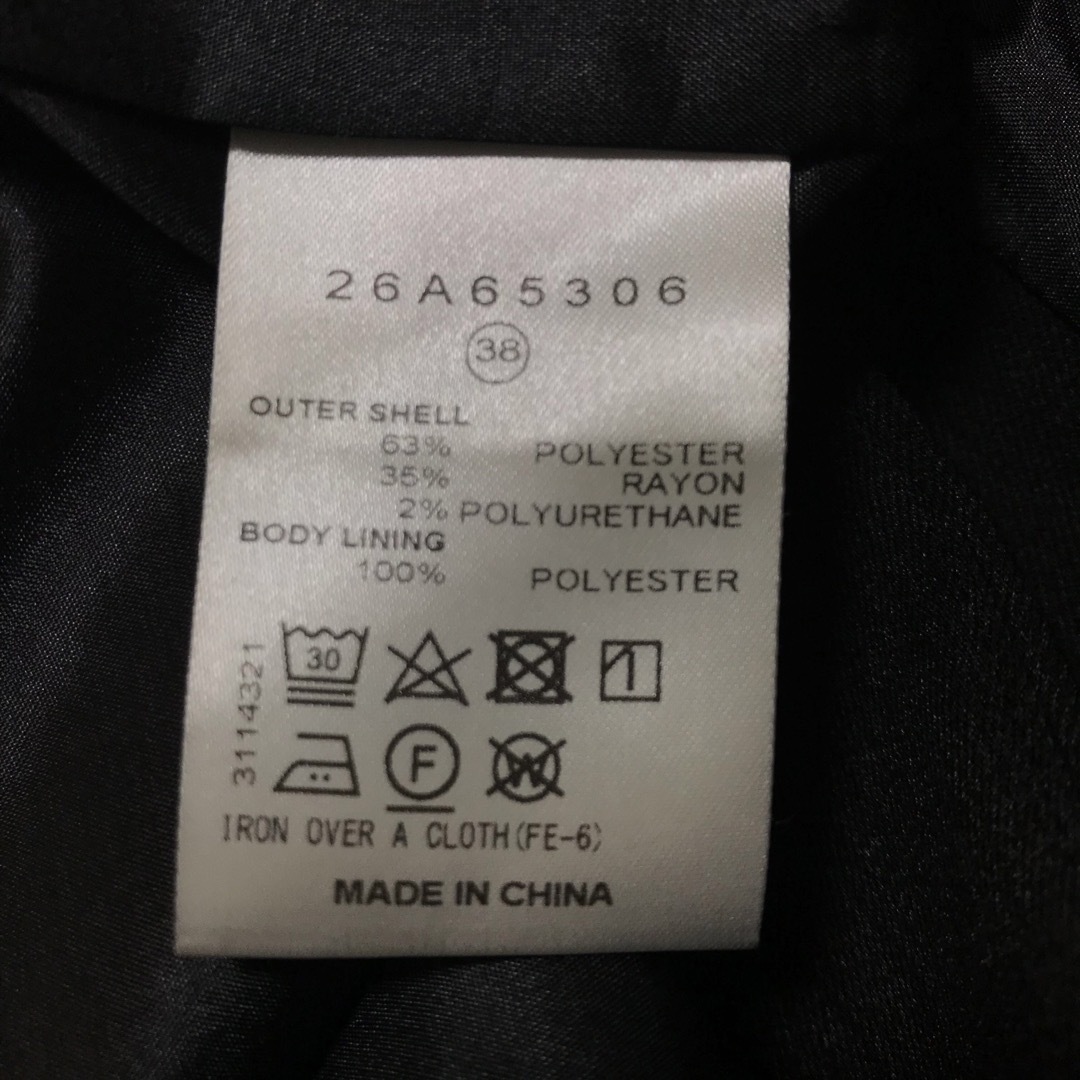 26A65306
38
OUTER SHELL
63% POLYESTER
35% RAYON
2% POLYURETHANE
BODY LINING
100% POLYESTER
3114321
30
F
W
IRON OVER A CLOTH(FE-6)
MADE IN CHINA